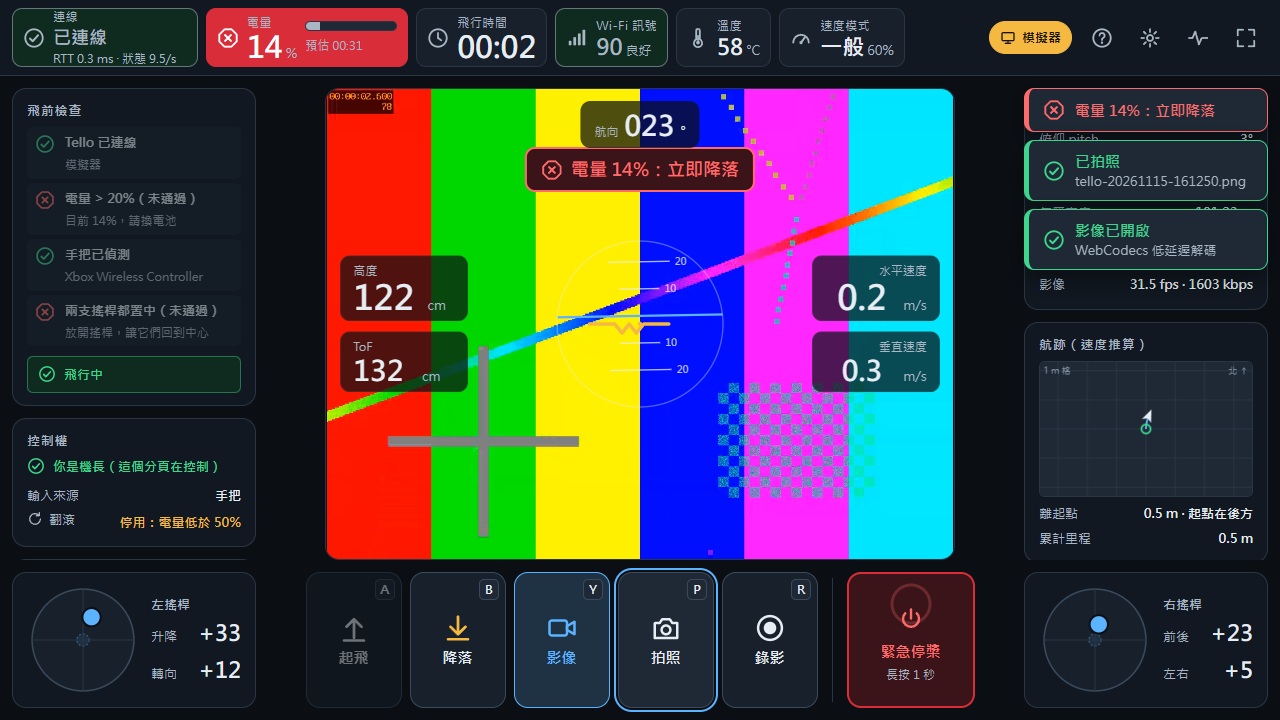 連線
已連線
RTT 0.3 ms · 狀態 9.5/s
電量
14 %
預估 00:31
飛行時間
00:02
Wi-Fi 訊號
90 良好
溫度
58 °C
速度模式
一般 60%
模擬器
飛前檢查
Tello 已連線
模擬器
電量 > 20%（未通過）
目前 14%，請換電池
手把已偵測
Xbox Wireless Controller
兩支搖桿都置中（未通過）
放開搖桿，讓它們回到中心
飛行中
控制權
你是機長（這個分頁在控制）
輸入來源 手把
翻滾 停用：電量低於 50%
00:00:02.600
78
航向 023 °
電量 14%：立即降落
高度
122 cm
ToF
132 cm
20
10
10
20
水平速度
0.2 m/s
垂直速度
0.3 m/s
電量 14%：立即降落
俯仰 pitch 3°
已拍照
tello-20261115-161250.png
影像已開啟
WebCodecs 低延遲解碼
影像 31.5 fps · 1603 kbps
航跡（速度推算）
1 m 格 北 ↑
離起點 0.5 m · 起點在後方
累計里程 0.5 m
左搖桿
升降 +33
轉向 +12
A
起飛
B
降落
Y
影像
P
拍照
R
錄影
緊急停槳
長按 1 秒
右搖桿
前後 +23
左右 +5